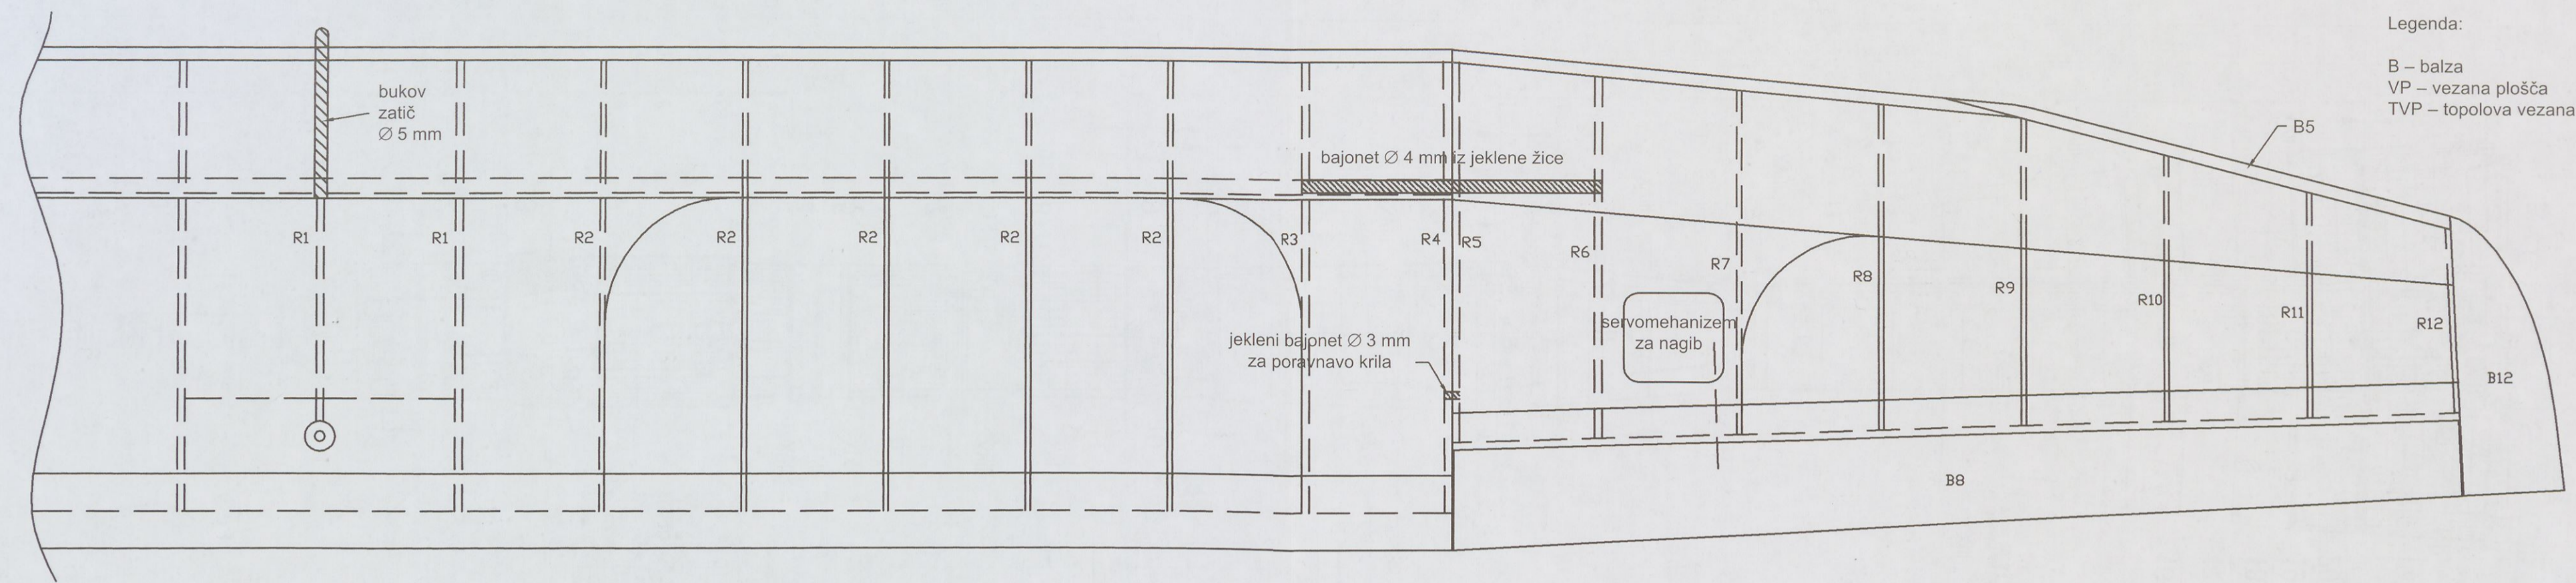 Legenda:
B – balza
VP – vezana plošča
TVP – topolova vezana
bukov
zatič
Ø 5 mm
bajonet Ø 4 mm iz jeklene žice
B5
R1
R1
R2
R2
R2
R2
R2
R3
R4
R5
R6
R7
R8
R9
R10
R11
R12
jekleni bajonet Ø 3 mm
za poravnavo krila
servomehanizem
za nagib
B12
B8